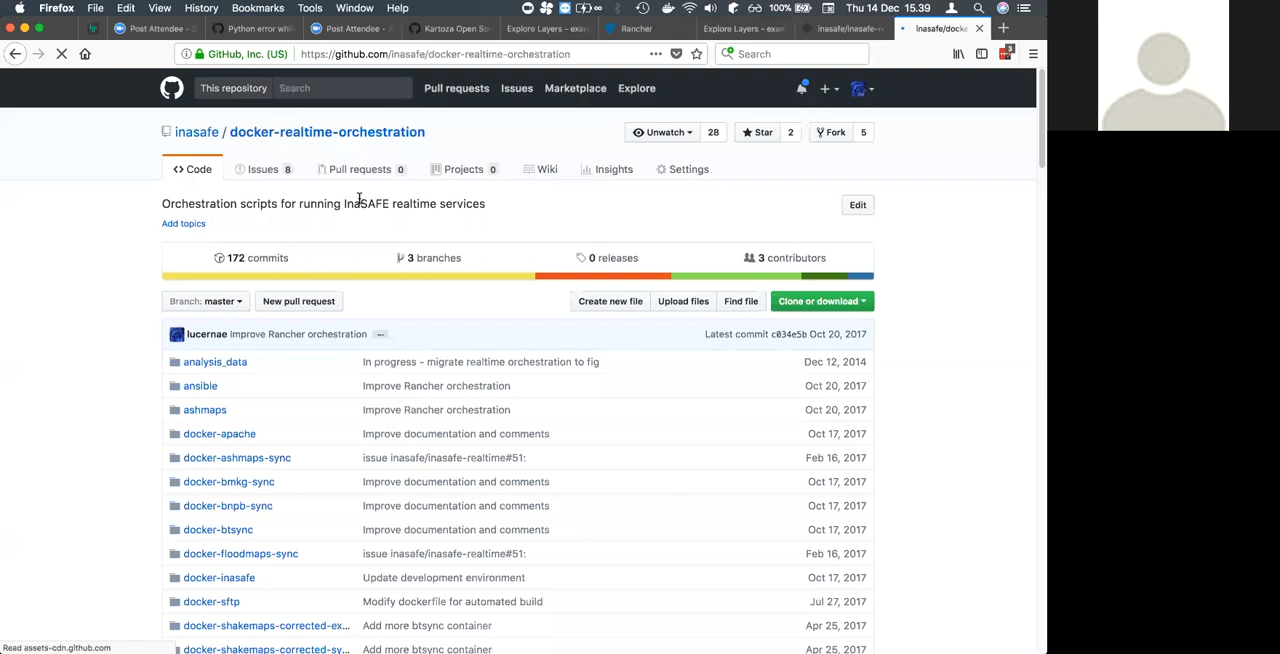 Firefox File Edit View History Bookmarks Tools Window Help 100% Thu 14 Dec 15.39
Post Attendee - Python error whi Post Attendee - Kartoza Open So Explore Layers - exam Rancher Explore Layers - exan inasafe/inasafe-r inasafe/docke
GitHub, Inc. (US) https://github.com/inasafe/docker-realtime-orchestration Search 3
This repository Search Pull requests Issues Marketplace Explore
inasafe / docker-realtime-orchestration Unwatch 28 Star 2 Fork 5
Code Issues 8 Pull requests 0 Projects 0 Wiki Insights Settings
Orchestration scripts for running InaSAFE realtime services Edit
Add topics
172 commits 3 branches 0 releases 3 contributors
Branch: master New pull request Create new file Upload files Find file Clone or download
lucernae Improve Rancher orchestration ... Latest commit c034e5b Oct 20, 2017
analysis_data In progress - migrate realtime orchestration to fig Dec 12, 2014
ansible Improve Rancher orchestration Oct 20, 2017
ashmaps Improve Rancher orchestration Oct 20, 2017
docker-apache Improve documentation and comments Oct 17, 2017
docker-ashmaps-sync issue inasafe/inasafe-realtime#51: Feb 16, 2017
docker-bmkg-sync Improve documentation and comments Oct 17, 2017
docker-bnpb-sync Improve documentation and comments Oct 17, 2017
docker-btsync Improve documentation and comments Oct 17, 2017
docker-floodmaps-sync issue inasafe/inasafe-realtime#51: Feb 16, 2017
docker-inasafe Update development environment Oct 17, 2017
docker-sftp Modify dockerfile for automated build Jul 27, 2017
docker-shakemaps-corrected-ex... Add more btsync container Apr 25, 2017
docker-shakemaps-corrected-sy... Add more btsync container Apr 25, 2017
Read assets-cdn.github.com